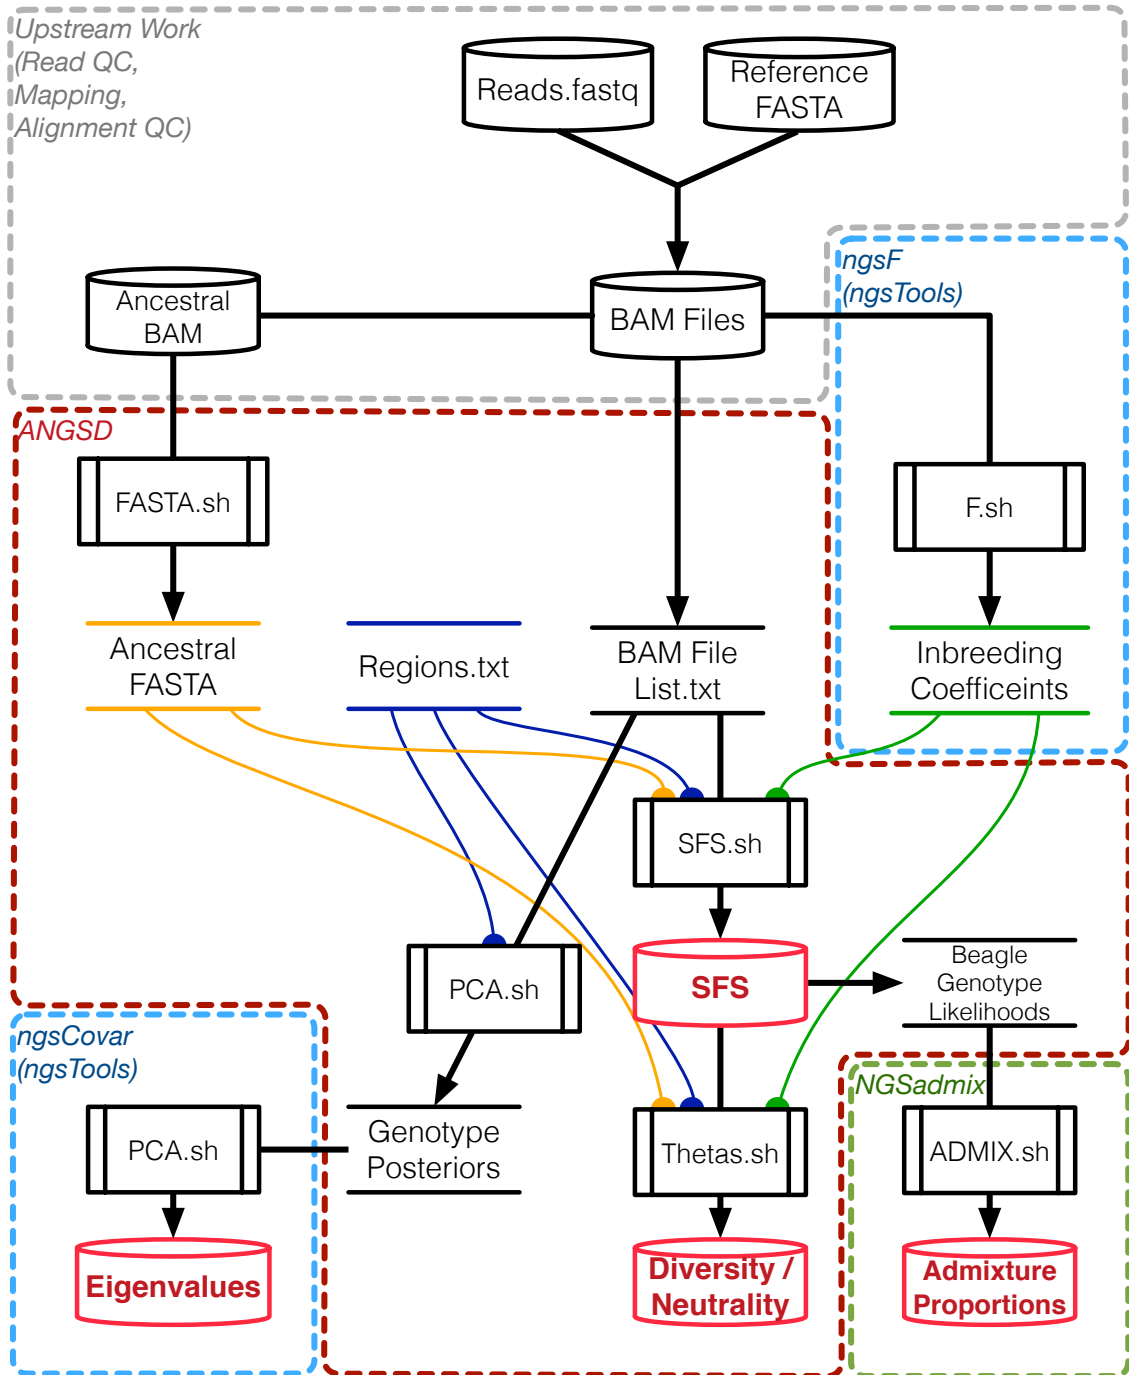 Upstream Work
(Read QC,
Mapping,
Alignment QC)
Reads.fastq
Reference
FASTA
ngsF
(ngsTools)
Ancestral
BAM
BAM Files
ANGSD
FASTA.sh
F.sh
Ancestral
FASTA
Regions.txt
BAM File
List.txt
Inbreeding
Coefficeints
SFS.sh
PCA.sh
SFS
Beagle
Genotype
Likelihoods
ngsCovar
(ngsTools)
NGSadmix
PCA.sh
Genotype
Posteriors
Thetas.sh
ADMIX.sh
Eigenvalues
Diversity /
Neutrality
Admixture
Proportions